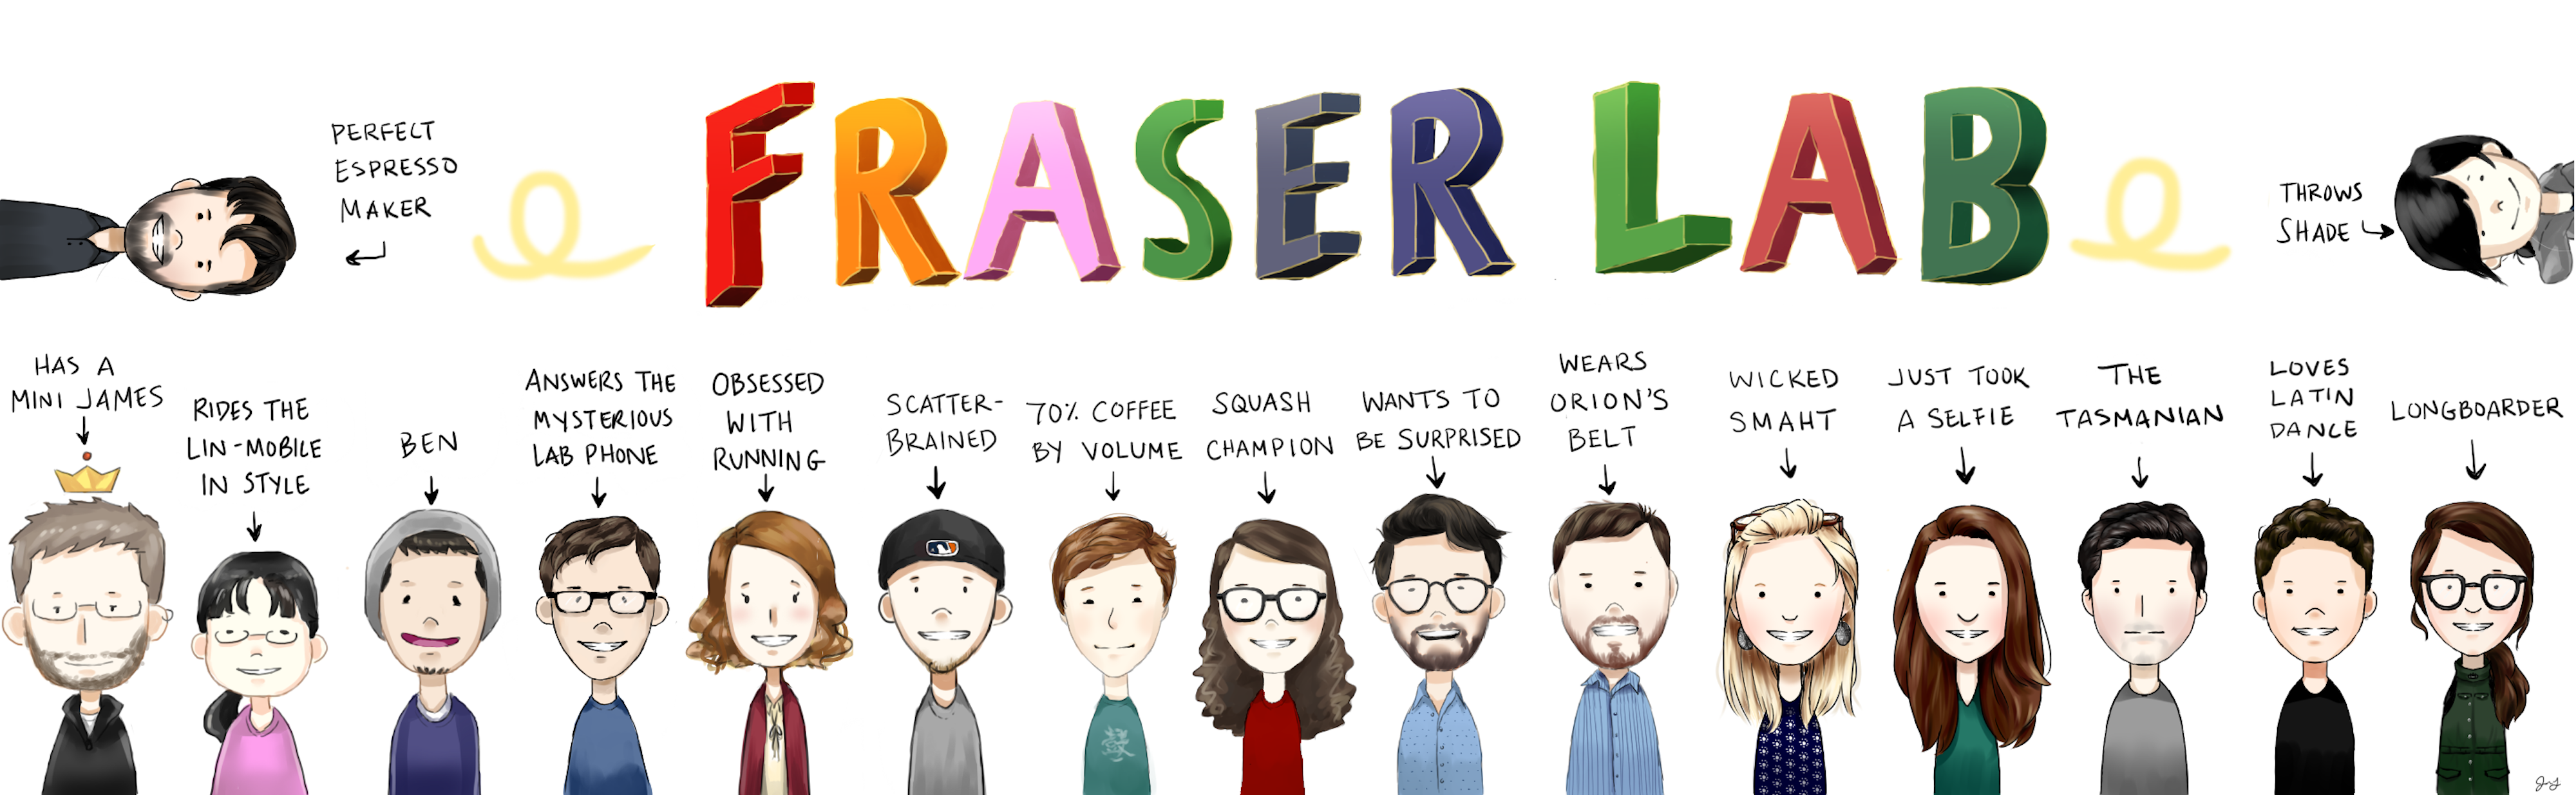 FRASER LAB
PERFECT
ESPRESSO
MAKER
THROWS
SHADE
HAS A
MINI JAMES
RIDES THE
LIN-MOBILE
IN STYLE
BEN
ANSWERS THE
MYSTERIOUS
LAB PHONE
OBSESSED
WITH
RUNNING
SCATTER-
BRAINED
70% COFFEE
BY VOLUME
SQUASH
CHAMPION
WANTS TO
BE SURPRISED
WEARS
ORION'S
BELT
WICKED
SMAHT
JUST TOOK
A SELFIE
THE
TASMANIAN
LOVES
LATIN
DANCE
LONGBOARDER